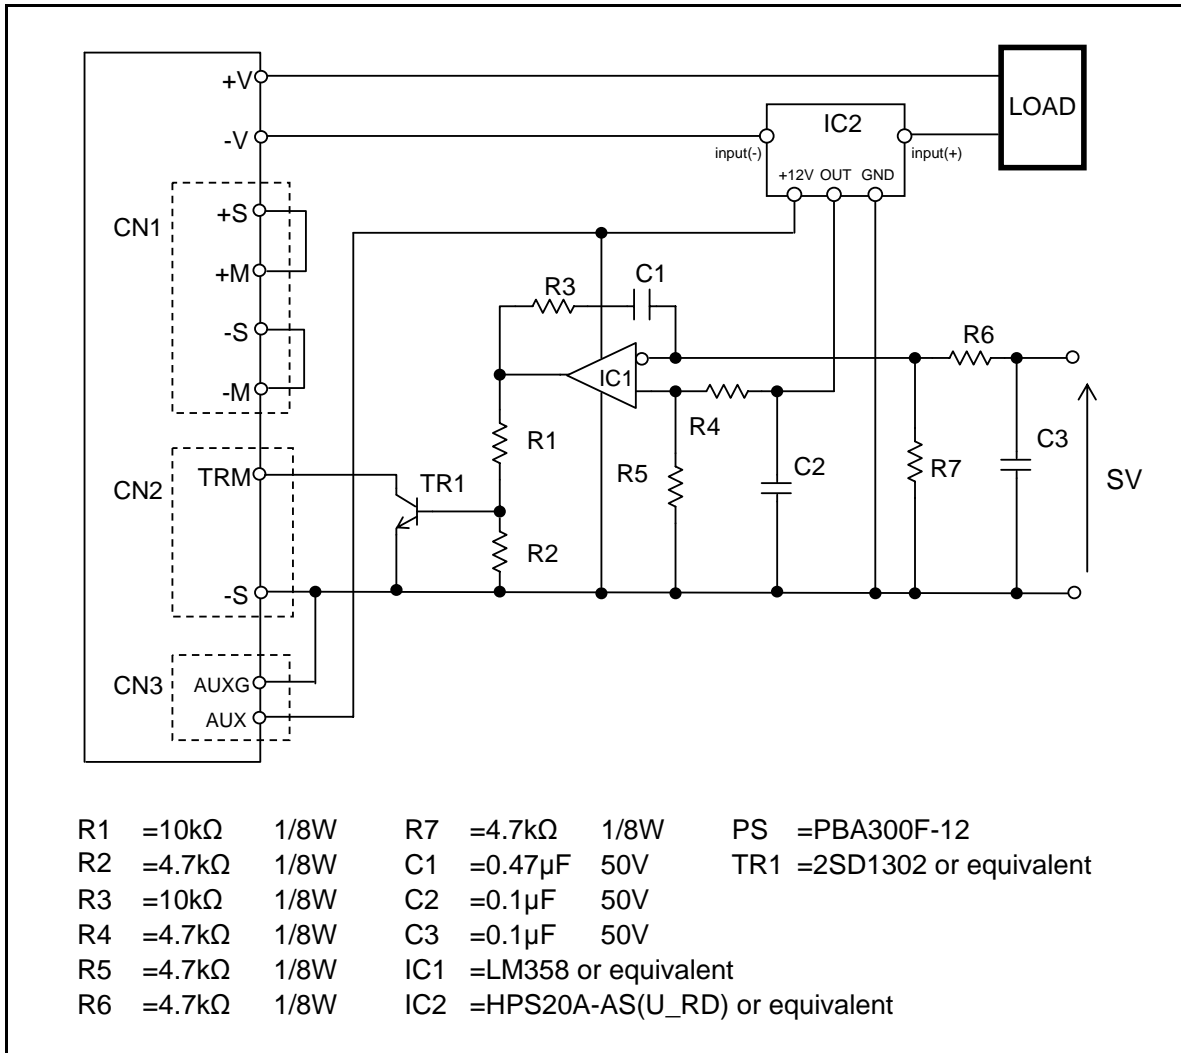 +V
LOAD
IC2
-V
input(-)
input(+)
+12V OUT GND
CN1
+S
+M
-S
-M
R3
C1
R6
IC1
R4
R1
R5
C2
R7
C3
SV
CN2
TRM
TR1
R2
-S
CN3
AUXG
AUX
R1 =10kΩ 1/8W R7 =4.7kΩ 1/8W PS =PBA300F-12
R2 =4.7kΩ 1/8W C1 =0.47µF 50V TR1 =2SD1302 or equivalent
R3 =10kΩ 1/8W C2 =0.1µF 50V
R4 =4.7kΩ 1/8W C3 =0.1µF 50V
R5 =4.7kΩ 1/8W IC1 =LM358 or equivalent
R6 =4.7kΩ 1/8W IC2 =HPS20A-AS(U_RD) or equivalent